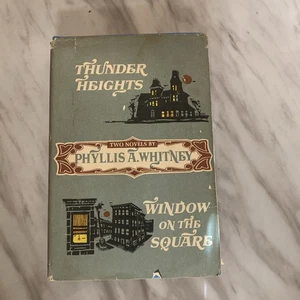 THUNDER
HEIGHTS
TWO NOVELS BY
PHYLLIS A. WHITNEY
WINDOW
ON THE
SQUARE